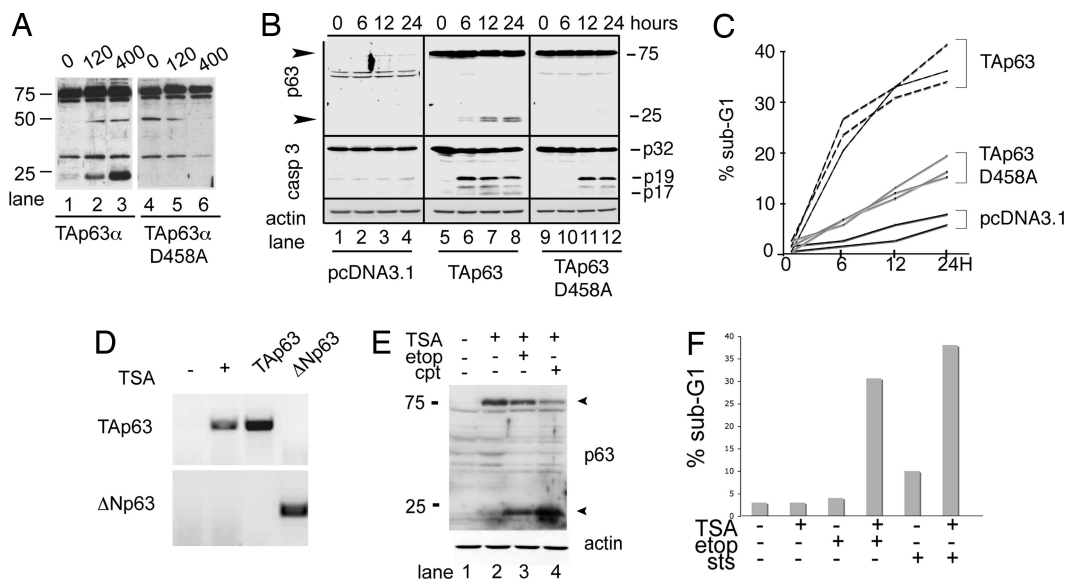 A
0 120 400 0 120 400
75
50
25
lane
1 2 3 4 5 6
TAp63α TAp63α
D458A
B
0 6 12 24 0 6 12 24 0 6 12 24 hours
p63
75
25
casp 3
p32
p19
p17
actin
lane
1 2 3 4 5 6 7 8 9 10 11 12
pcDNA3.1 TAp63 TAp63
D458A
C
% sub-G1
40
30
20
10
0
0 6 12 24H
TAp63
TAp63
D458A
pcDNA3.1
D
TSA - + TAp63 ΔNp63
TAp63
ΔNp63
E
TSA - + + +
etop - - + -
cpt - - - +
75
25
p63
actin
lane 1 2 3 4
F
% sub-G1
40
35
30
25
20
15
10
5
0
TSA - + - + - +
etop - - + + - -
sts - - - - + +